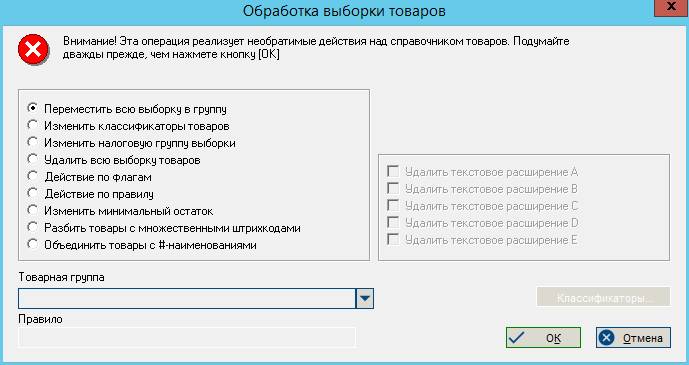 Обработка выборки товаров
x
Внимание! Эта операция реализует необратимые действия над справочником товаров. Подумайте
дважды прежде, чем нажмете кнопку [OK]
Переместить всю выборку в группу
Изменить классификаторы товаров
Изменить налоговую группу выборки
Удалить всю выборку товаров
Действие по флагам
Действие по правилу
Изменить минимальный остаток
Разбить товары с множественными штрихкодами
Объединить товары с #-наименованиями
Удалить текстовое расширение A
Удалить текстовое расширение B
Удалить текстовое расширение C
Удалить текстовое расширение D
Удалить текстовое расширение E
Товарная группа
Классификаторы...
Правило
OK
Отмена